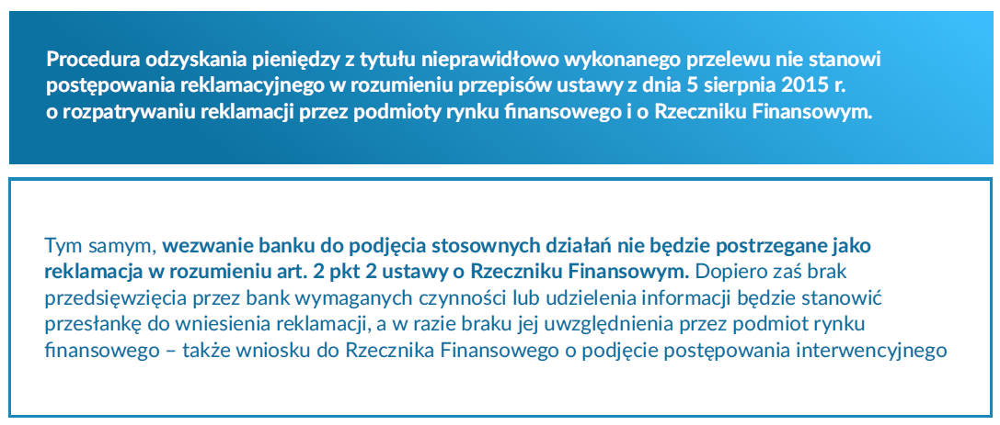 Procedura odzyskania pieniędzy z tytułu nieprawidłowo wykonanego przelewu nie stanowi
postępowania reklamacyjnego w rozumieniu przepisów ustawy z dnia 5 sierpnia 2015 r.
o rozpatrywaniu reklamacji przez podmioty rynku finansowego i o Rzeczniku Finansowym.
Tym samym, wezwanie banku do podjęcia stosownych działań nie będzie postrzegane jako
reklamacja w rozumieniu art. 2 pkt 2 ustawy o Rzeczniku Finansowym. Dopiero zaś brak
przedsięwzięcia przez bank wymaganych czynności lub udzielenia informacji będzie stanowić
przesłankę do wniesienia reklamacji, a w razie braku jej uwzględnienia przez podmiot rynku
finansowego – także wniosku do Rzecznika Finansowego o podjęcie postępowania interwencyjnego